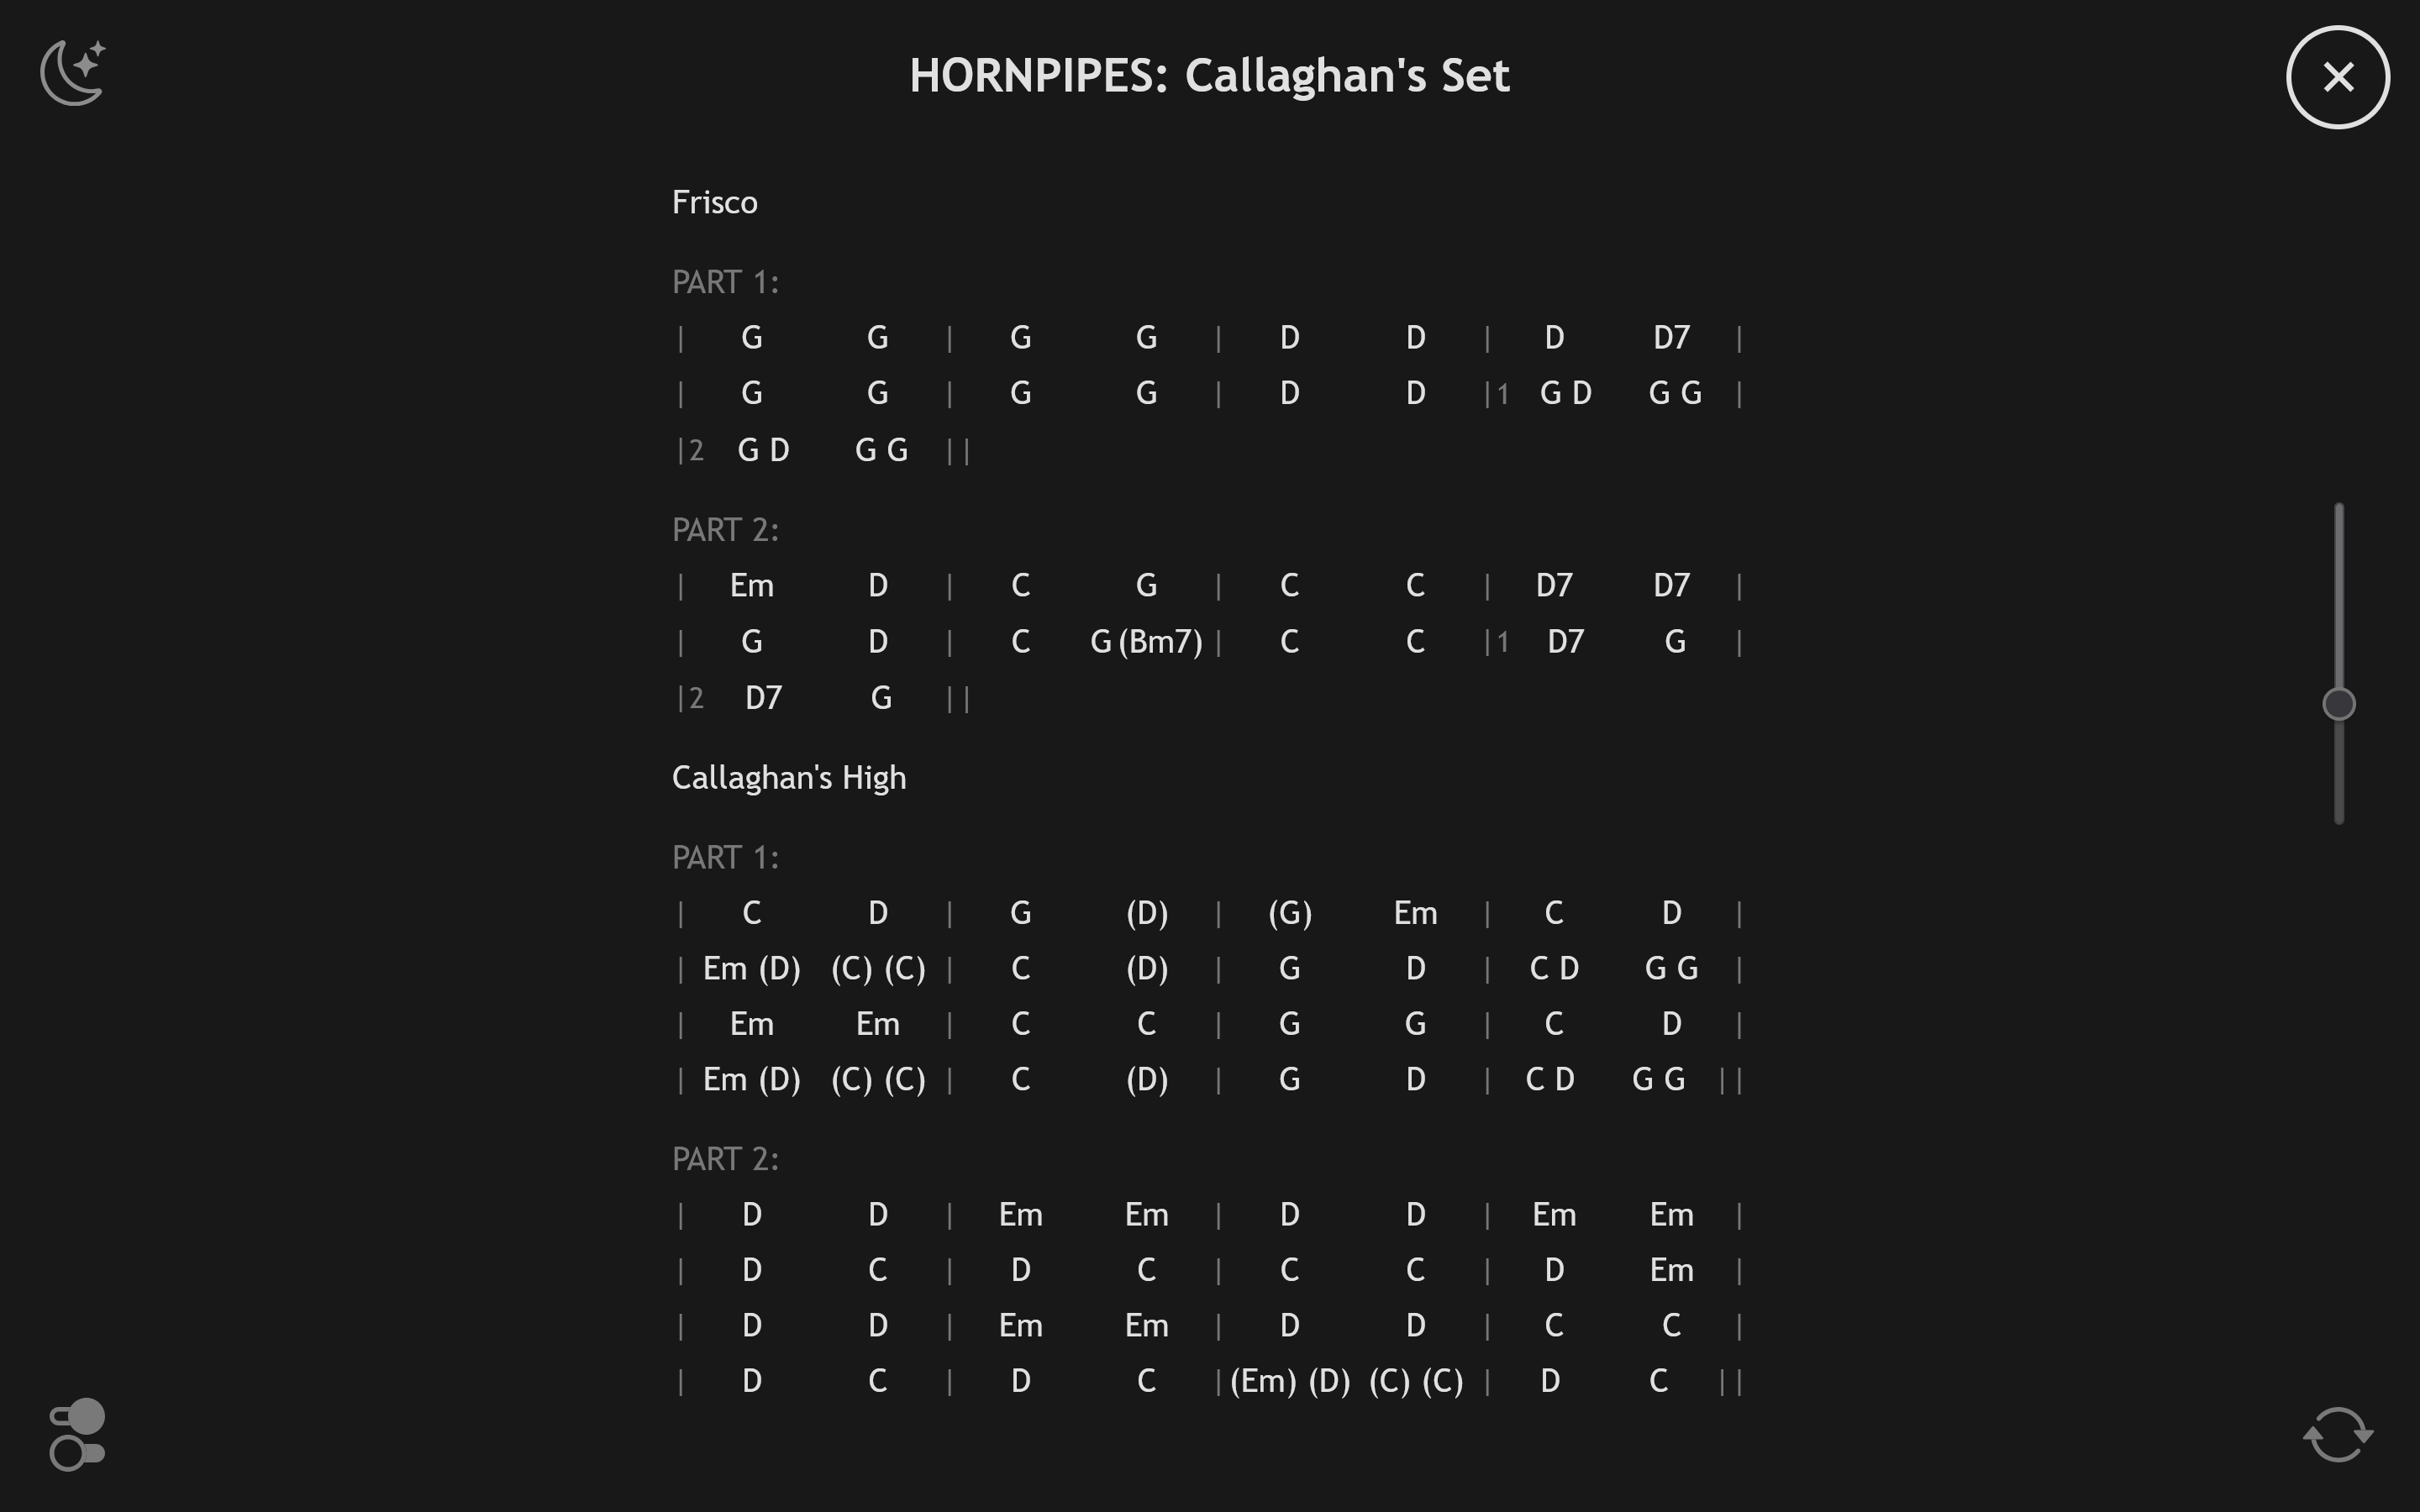 HORNPIPES: Callaghan's Set
Frisco
PART 1:
| G G | G G | D D | D D7 |
| G G | G G | D D |1 G D G G |
|2 G D G G ||
PART 2:
| Em D | C G | C C | D7 D7 |
| G D | C G (Bm7) | C C |1 D7 G |
|2 D7 G ||
Callaghan's High
PART 1:
| C D | G (D) | (G) Em | C D |
| Em (D) (C) (C) | C (D) | G D | C D G G |
| Em Em | C C | G G | C D |
| Em (D) (C) (C) | C (D) | G D | C D G G ||
PART 2:
| D D | Em Em | D D | Em Em |
| D C | D C | C C | D Em |
| D D | Em Em | D D | C C |
| D C | D C | (Em) (D) (C) (C) | D C ||